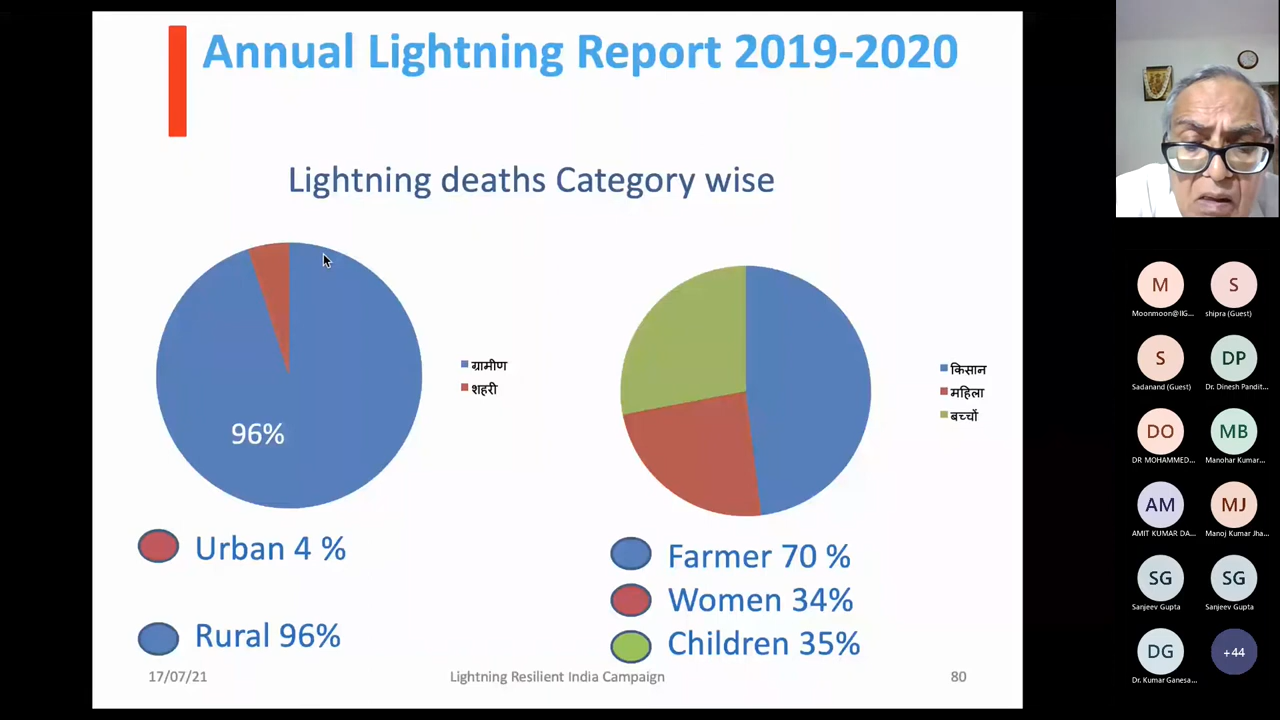 Annual Lightning Report 2019-2020
Lightning deaths Category wise
96%
ग्रामीण
शहरी
किसान
महिला
बच्चों
Urban 4 %
Rural 96%
Farmer 70 %
Women 34%
Children 35%
17/07/21
Lightning Resilient India Campaign
80
M
Moonmoon@IIG...
S
shipra (Guest)
S
Sadanand (Guest)
DP
Dr. Dinesh Pandit...
DO
DR MOHAMMED...
MB
Manohar Kumar...
AM
AMIT KUMAR DA...
MJ
Manoj Kumar Jha...
SG
Sanjeev Gupta
SG
Sanjeev Gupta
DG
Dr. Kumar Ganesa...
+44